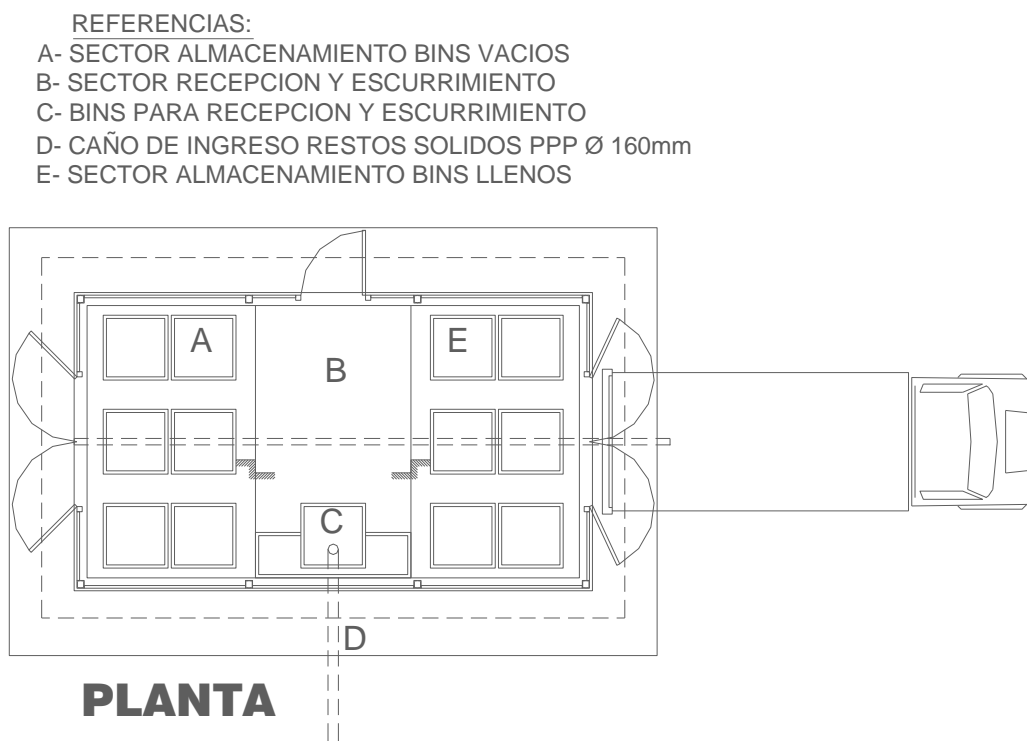 REFERENCIAS:
A- SECTOR ALMACENAMIENTO BINS VACIOS
B- SECTOR RECEPCION Y ESCURRIMIENTO
C- BINS PARA RECEPCION Y ESCURRIMIENTO
D- CAÑO DE INGRESO RESTOS SOLIDOS PPP Ø 160mm
E- SECTOR ALMACENAMIENTO BINS LLENOS
A
B
E
C
D
PLANTA